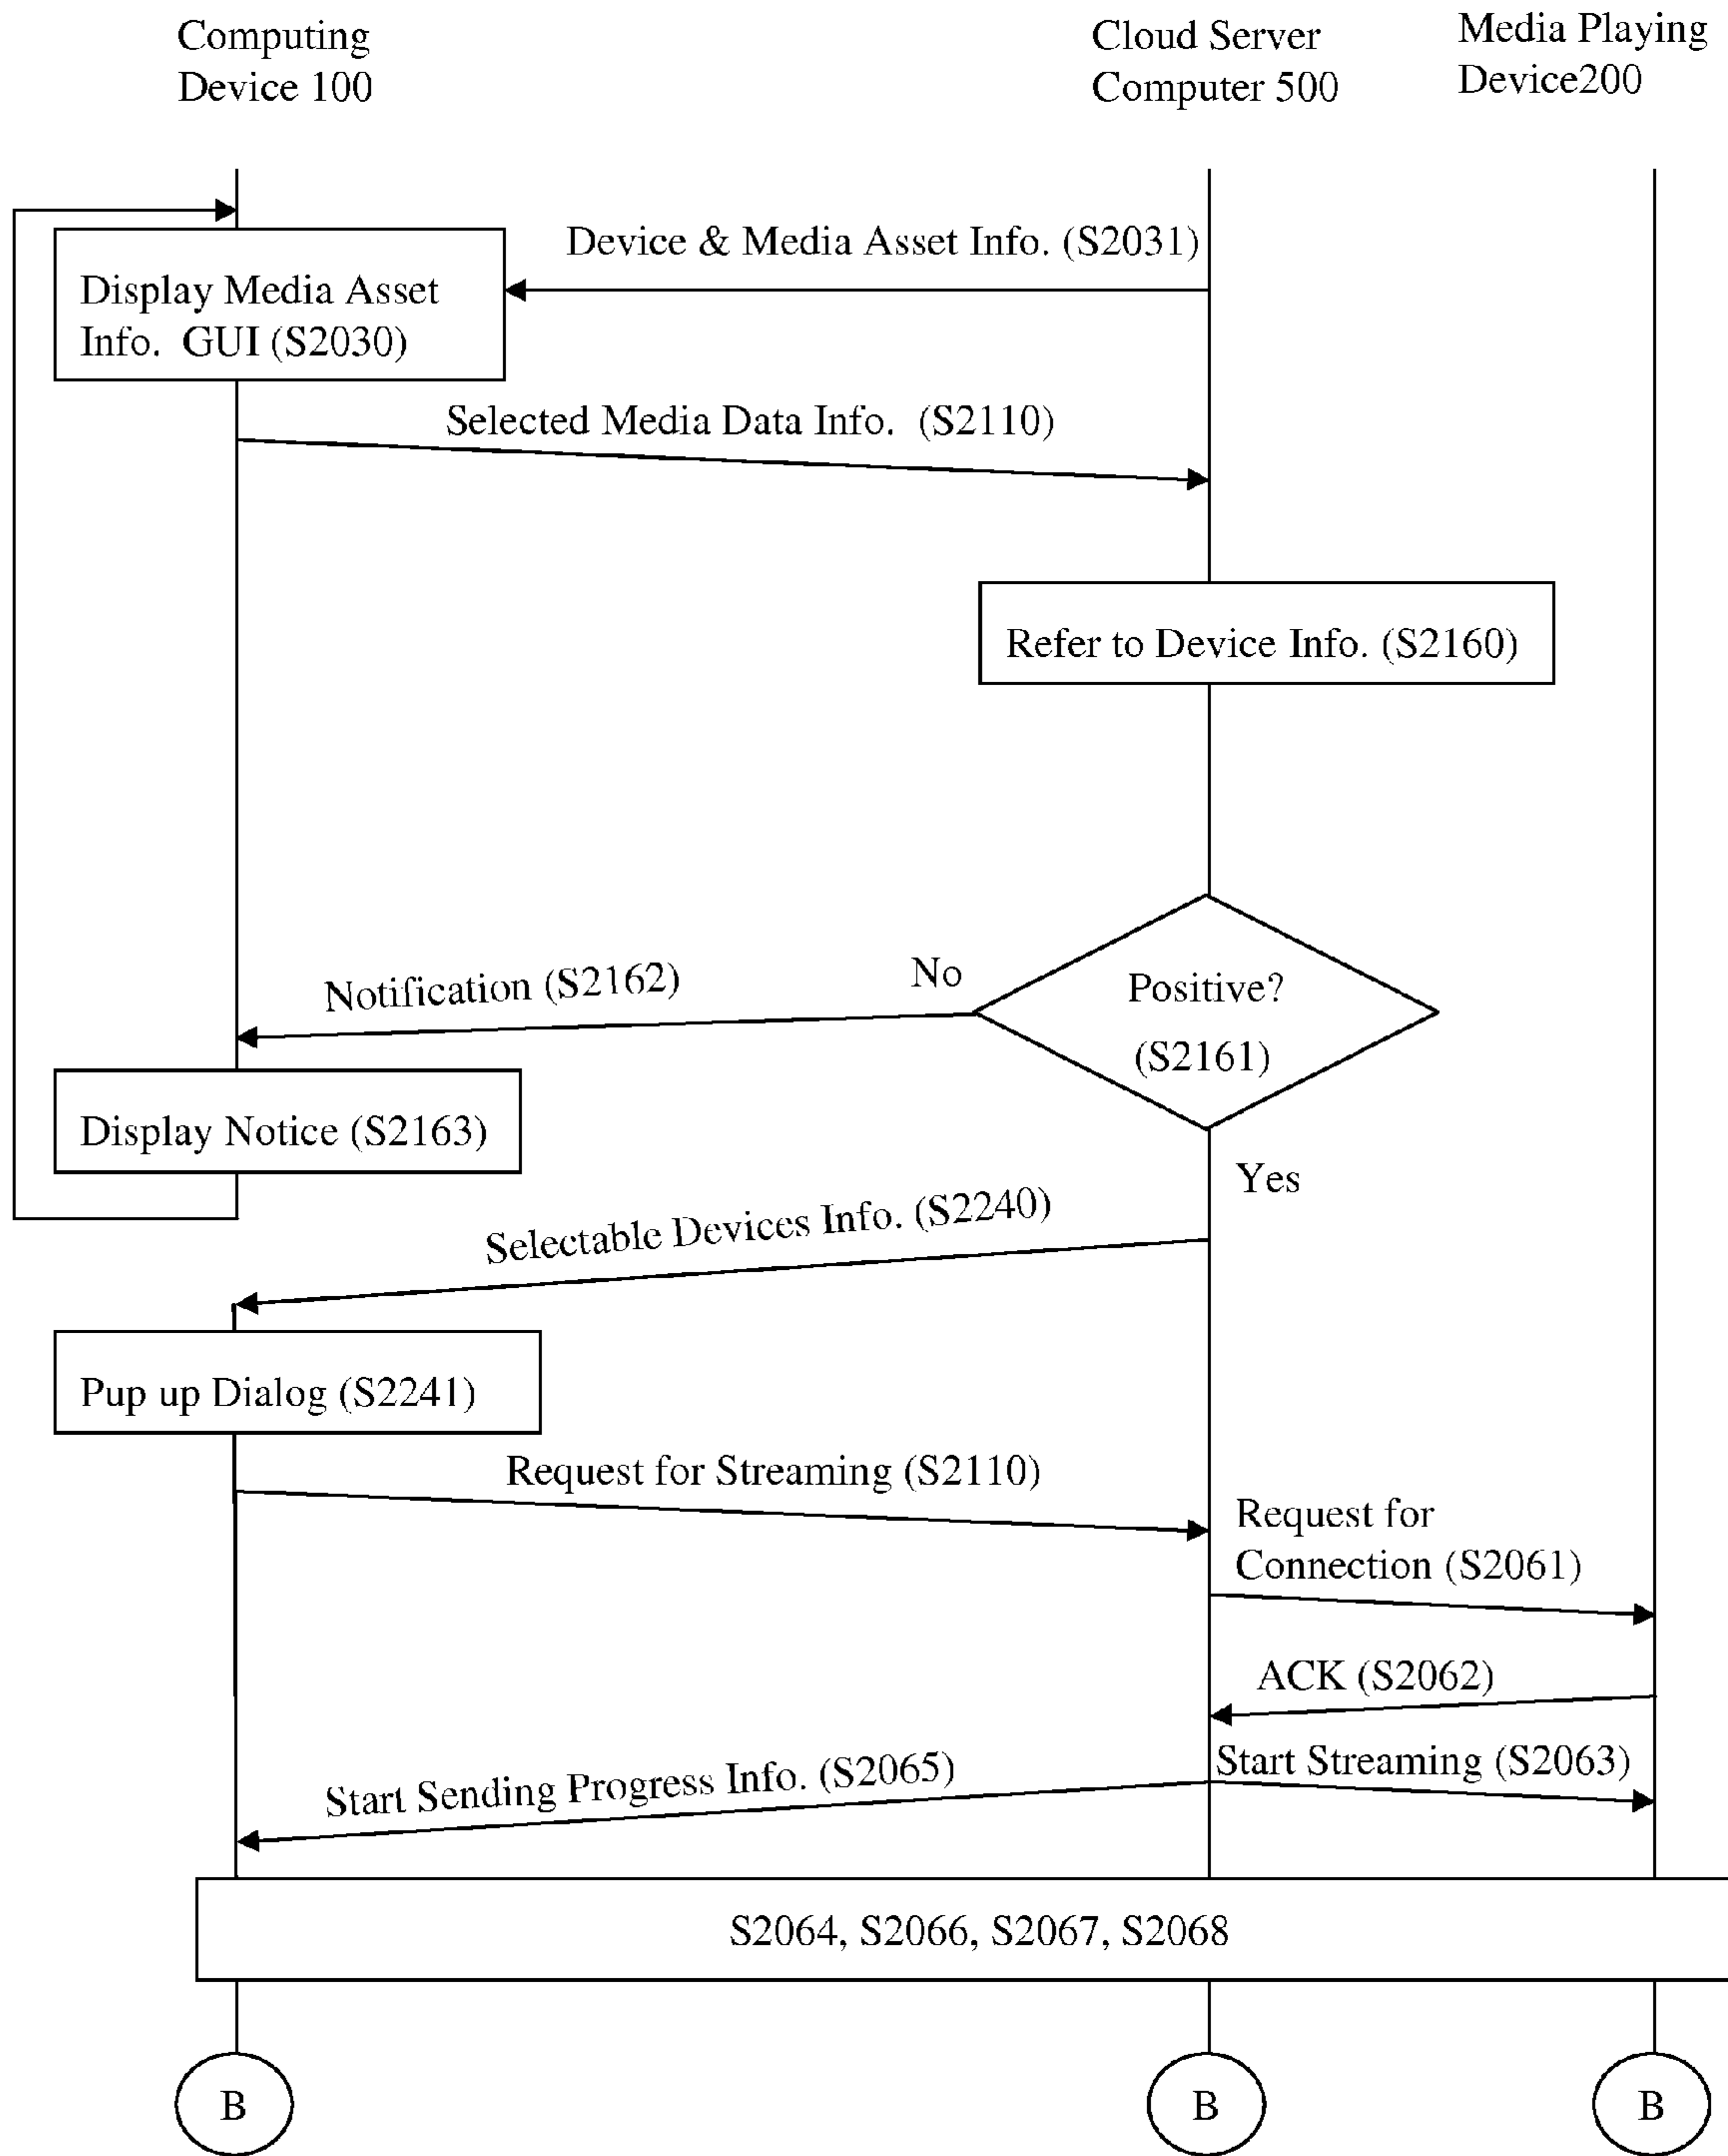 Computing
Device 100
Cloud Server
Computer 500
Media Playing
Device200
Device & Media Asset Info. (S2031)
Display Media Asset
Info. GUI (S2030)
Selected Media Data Info. (S2110)
Refer to Device Info. (S2160)
Positive?
(S2161)
No
Notification (S2162)
Display Notice (S2163)
Yes
Selectable Devices Info. (S2240)
Pup up Dialog (S2241)
Request for Streaming (S2110)
Request for
Connection (S2061)
ACK (S2062)
Start Streaming (S2063)
Start Sending Progress Info. (S2065)
S2064, S2066, S2067, S2068
B
B
B